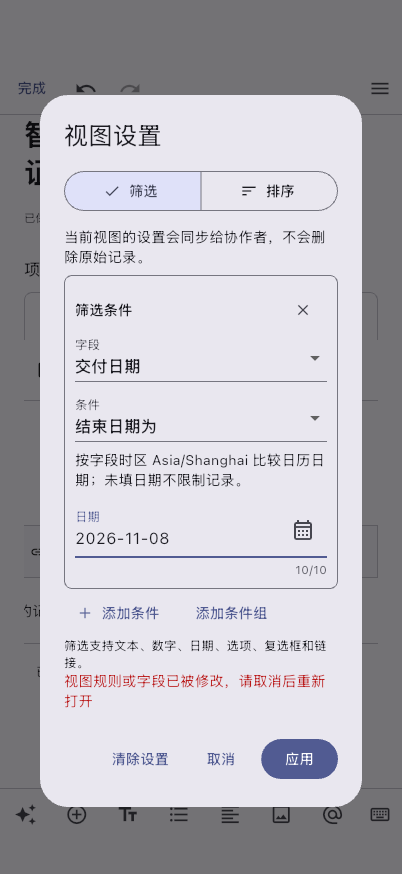 完成
视图设置
筛选
排序
当前视图的设置会同步给协作者，不会删
除原始记录。
筛选条件
字段
交付日期
条件
结束日期为
按字段时区 Asia/Shanghai 比较日历日
期；未填日期不限制记录。
日期
2026-11-08
10/10
添加条件
添加条件组
筛选支持文本、数字、日期、选项、复选框和链
接。
视图规则或字段已被修改，请取消后重新
打开
清除设置
取消
应用